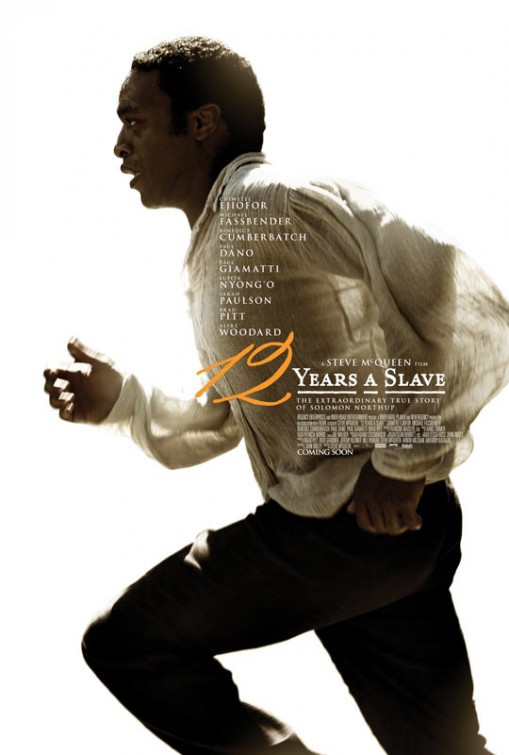 CHIWETEL
EJIOFOR
MICHAEL
FASSBENDER
BENEDICT
CUMBERBATCH
PAUL
DANO
PAUL
GIAMATTI
LUPITA
NYONG'O
SARAH
PAULSON
BRAD
PITT
ALFRE
WOODARD
A STEVE McQUEEN FILM
12 YEARS A SLAVE
THE EXTRAORDINARY TRUE STORY
OF SOLOMON NORTHUP
COMING SOON